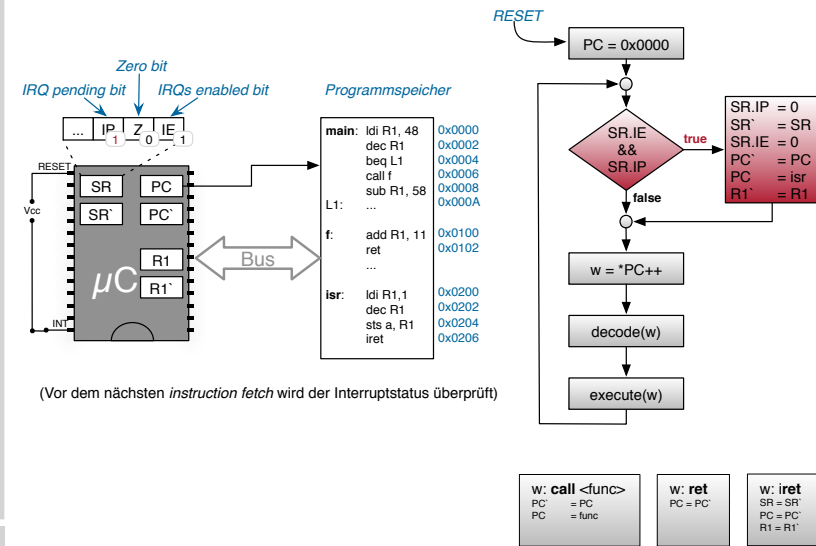 RESET
PC = 0x0000
Zero bit
IRQ pending bit
IRQs enabled bit
Programmspeicher
... IP Z IE
1 0 1
RESET
Vcc
INT
SR PC
SR` PC`
R1
R1`
µC
Bus
main: ldi R1, 48 0x0000
dec R1 0x0002
beq L1 0x0004
call f 0x0006
sub R1, 58 0x0008
L1: ... 0x000A
f: add R1, 11 0x0100
ret 0x0102
...
isr: ldi R1,1 0x0200
dec R1 0x0202
sts a, R1 0x0204
iret 0x0206
SR.IE
&&
SR.IP
true
false
SR.IP = 0
SR` = SR
SR.IE = 0
PC` = PC
PC = isr
R1` = R1
w = *PC++
decode(w)
execute(w)
(Vor dem nächsten instruction fetch wird der Interruptstatus überprüft)
w: call <func>
PC` = PC
PC = func
w: ret
PC = PC`
w: iret
SR = SR`
PC = PC`
R1 = R1`